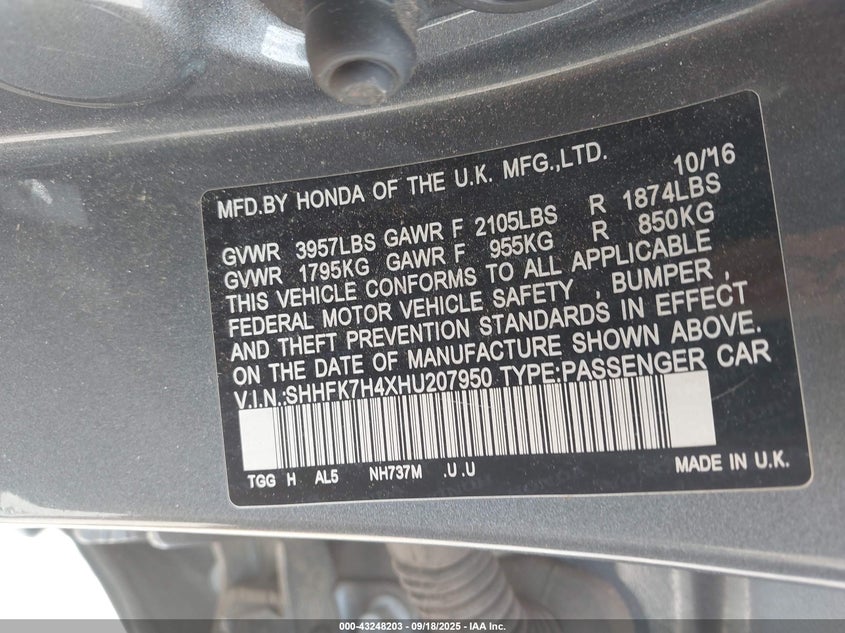 MFD.BY HONDA OF THE U.K. MFG.,LTD. 10/16
GVWR 3957LBS GAWR F 2105LBS R 1874LBS
GVWR 1795KG GAWR F 955KG R 850KG
THIS VEHICLE CONFORMS TO ALL APPLICABLE
FEDERAL MOTOR VEHICLE SAFETY , BUMPER ,
AND THEFT PREVENTION STANDARDS IN EFFECT
ON THE DATE OF MANUFACTURE SHOWN ABOVE.
V.I.N.:SHHFK7H4XHU207950 TYPE:PASSENGER CAR
TGG H AL5 NH737M .U .U MADE IN U.K.
000-43248203 - 09/18/2025 - IAA Inc.